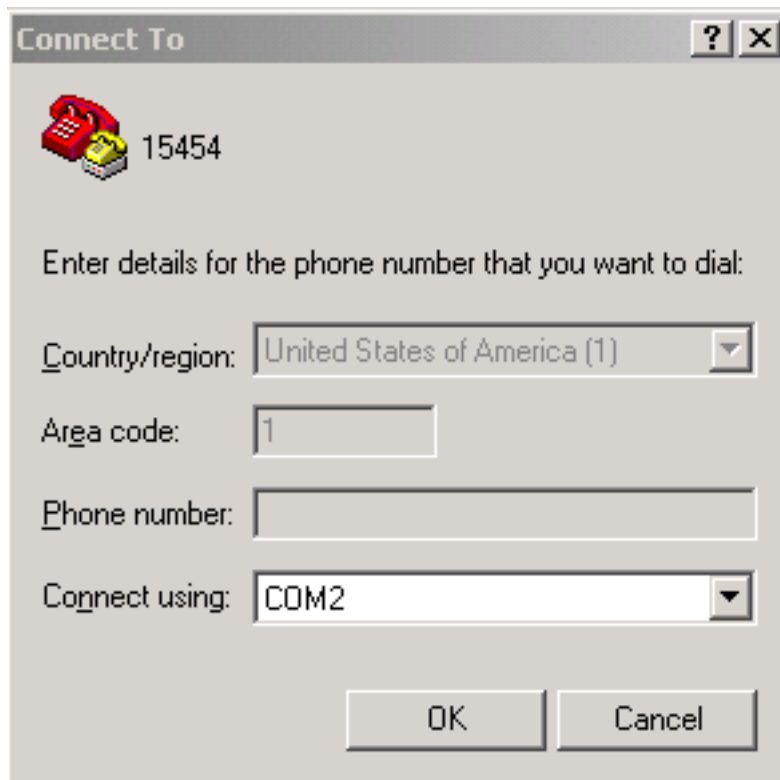 Connect To
15454
Enter details for the phone number that you want to dial:
Country/region: United States of America (1)
Area code: 1
Phone number:
Connect using: COM2
OK Cancel